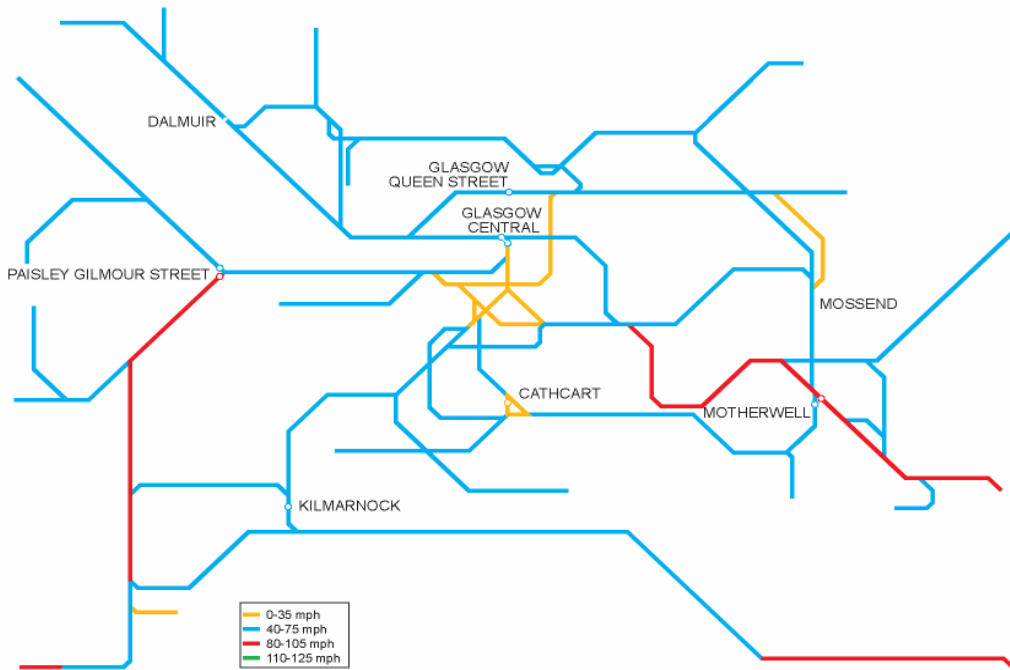 DALMUIR
GLASGOW
QUEEN STREET
GLASGOW
CENTRAL
PAISLEY GILMOUR STREET
MOSSEND
CATHCART
MOTHERWELL
KILMARNOCK
0-35 mph
40-75 mph
80-105 mph
110-125 mph